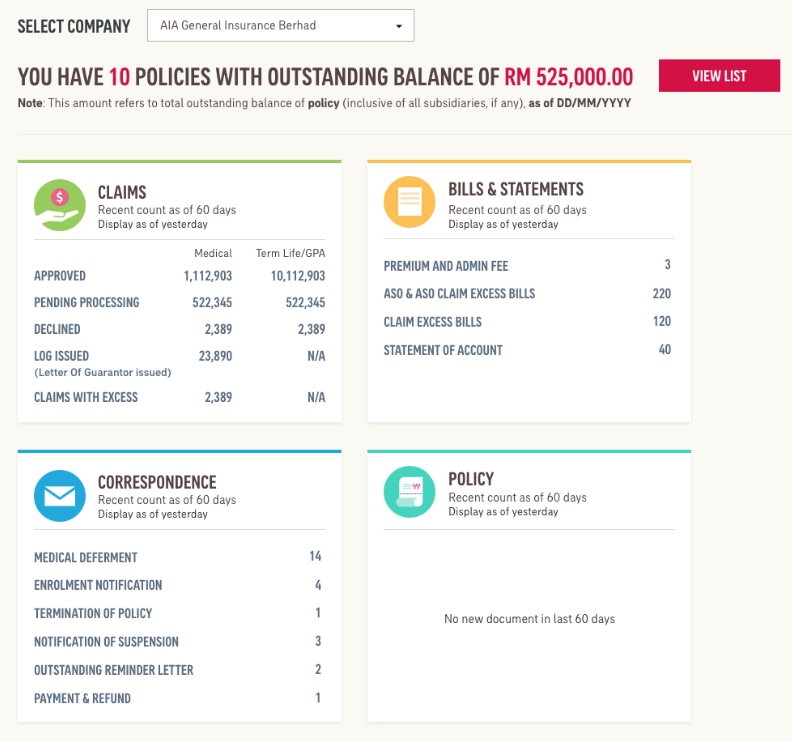 SELECT COMPANY AIA General Insurance Berhad
YOU HAVE 10 POLICIES WITH OUTSTANDING BALANCE OF RM 525,000.00 VIEW LIST
Note: This amount refers to total outstanding balance of policy (inclusive of all subsidiaries, if any), as of DD/MM/YYYY
$
CLAIMS
Recent count as of 60 days
Display as of yesterday
Medical Term Life/GPA
APPROVED 1,112,903 10,112,903
PENDING PROCESSING 522,345 522,345
DECLINED 2,389 2,389
LOG ISSUED 23,890 N/A
(Letter Of Guarantor issued)
CLAIMS WITH EXCESS 2,389 N/A
BILLS & STATEMENTS
Recent count as of 60 days
Display as of yesterday
PREMIUM AND ADMIN FEE 3
ASO & ASO CLAIM EXCESS BILLS 220
CLAIM EXCESS BILLS 120
STATEMENT OF ACCOUNT 40
CORRESPONDENCE
Recent count as of 60 days
Display as of yesterday
MEDICAL DEFERMENT 14
ENROLMENT NOTIFICATION 4
TERMINATION OF POLICY 1
NOTIFICATION OF SUSPENSION 3
OUTSTANDING REMINDER LETTER 2
PAYMENT & REFUND 1
POLICY
Recent count as of 60 days
Display as of yesterday
No new document in last 60 days